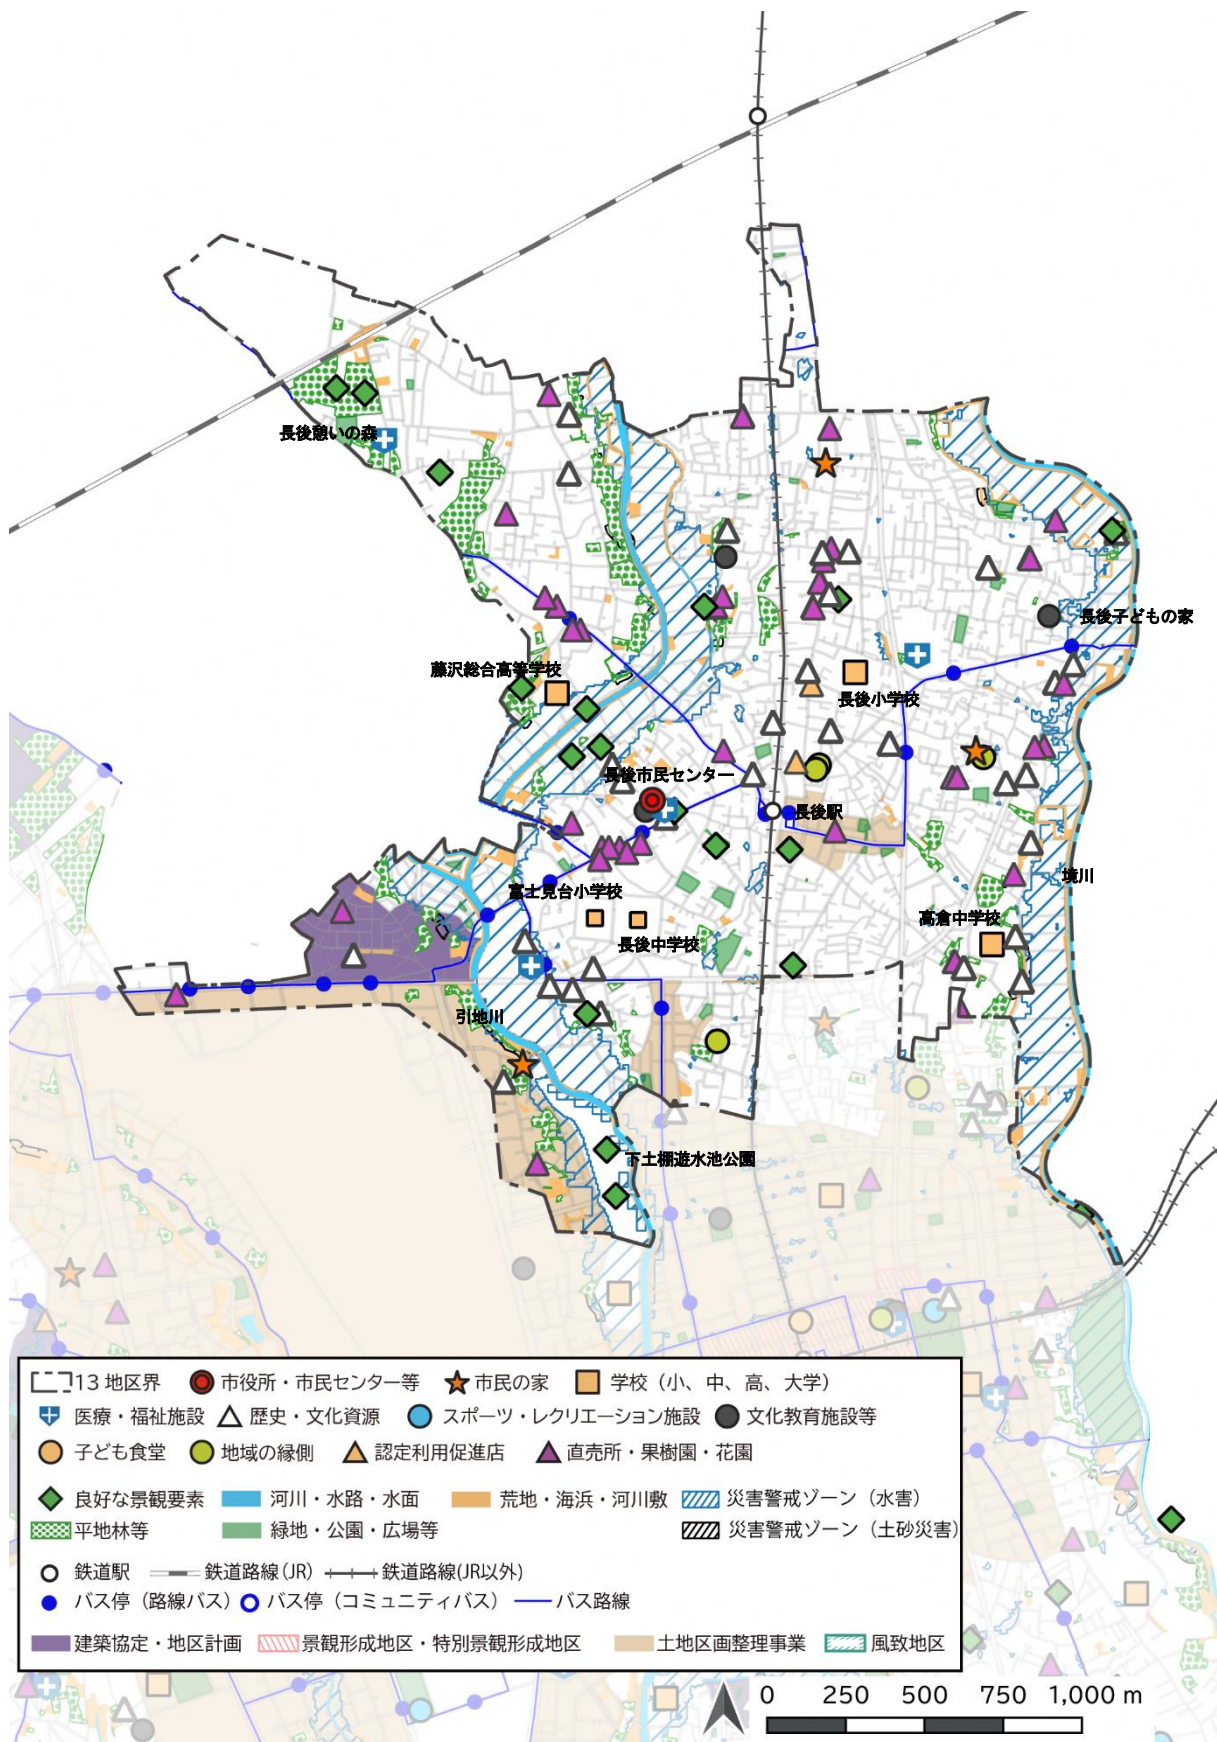 長後憩いの森
長後子どもの家
藤沢総合高等学校
長後小学校
長後市民センター
長後駅
境川
富士見台小学校
高倉中学校
長後中学校
引地川
下土棚遊水池公園
13 地区界 市役所・市民センター等 市民の家 学校（小、中、高、大学）
医療・福祉施設 歴史・文化資源 スポーツ・レクリエーション施設 文化教育施設等
子ども食堂 地域の縁側 認定利用促進店 直売所・果樹園・花園
良好な景観要素 河川・水路・水面 荒地・海浜・河川敷 災害警戒ゾーン（水害）
平地林等 緑地・公園・広場等 災害警戒ゾーン（土砂災害）
鉄道駅 鉄道路線(JR) 鉄道路線(JR以外)
バス停（路線バス） バス停（コミュニティバス） バス路線
建築協定・地区計画 景観形成地区・特別景観形成地区 土地区画整理事業 風致地区
0 250 500 750 1,000 m